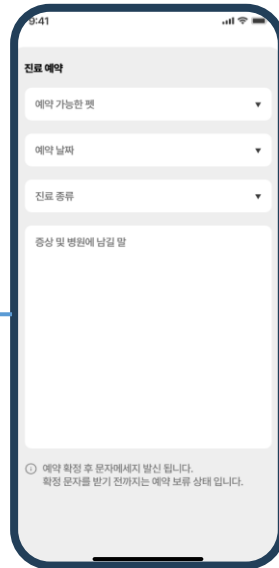 9:41
진료 예약
예약 가능한 펫
예약 날짜
진료 종류
증상 및 병원에 남길 말
예약 확정 후 문자메세지 발신 됩니다.
확정 문자를 받기 전까지는 예약 보류 상태 입니다.